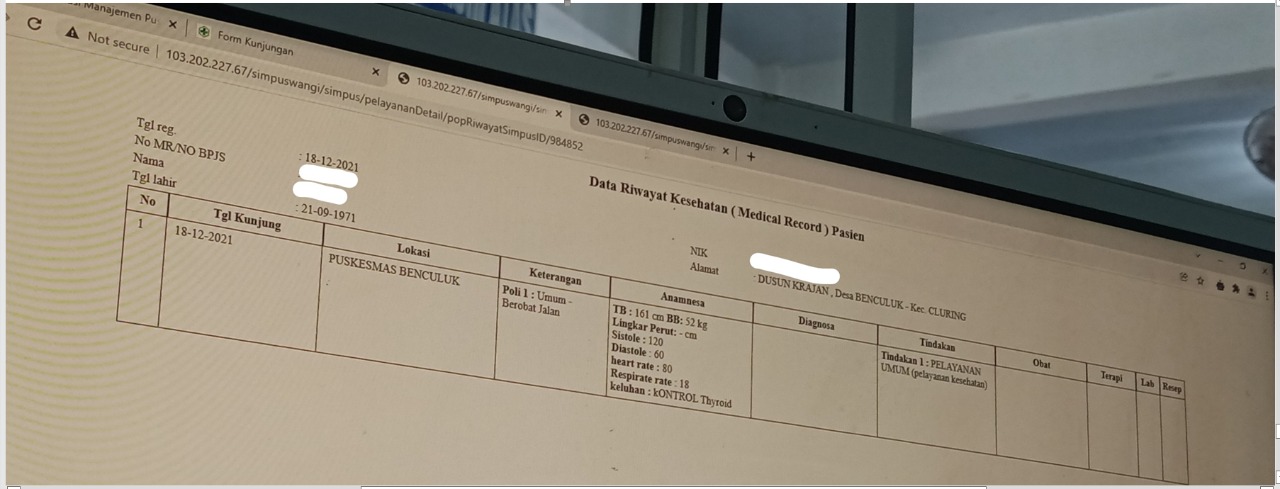 Manajemen Pu
Form Kunjungan
103.202.227.67/simpuswangi/sim
103.202.227.67/simpuswangi/sim
Not secure | 103.202.227.67/simpuswangi/simpus/pelayananDetail/popRiwayatSimpusID/984852
Data Riwayat Kesehatan ( Medical Record ) Pasien
Tgl reg. : 18-12-2021
No MR/NO BPJS :
Nama
Tgl lahir : 21-09-1971
NIK
Alamat : DUSUN KRAJAN , Desa BENCULUK - Kec. CLURING
No Tgl Kunjung Lokasi Keterangan Anamnesa Diagnosa Tindakan Obat Terapi Lab Resep
1 18-12-2021 PUSKESMAS BENCULUK
Poli 1 : Umum -
Berobat Jalan
TB : 161 cm BB: 52 kg
Lingkar Perut: - cm
Sistole : 120
Diastole : 60
heart rate : 80
Respirate rate : 18
keluhan : kONTROL Thyroid
Tindakan 1 : PELAYANAN
UMUM (pelayanan kesehatan)